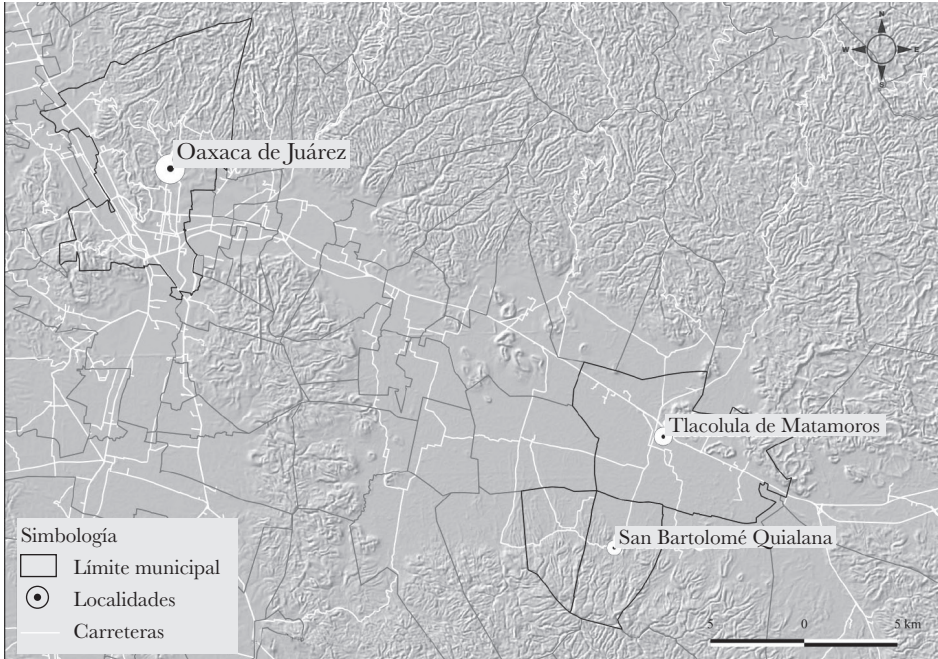 N
W E
S
Oaxaca de Juárez
Tlacolula de Matamoros
San Bartolomé Quialana
Simbología
Límite municipal
Localidades
Carreteras
5 0 5 km